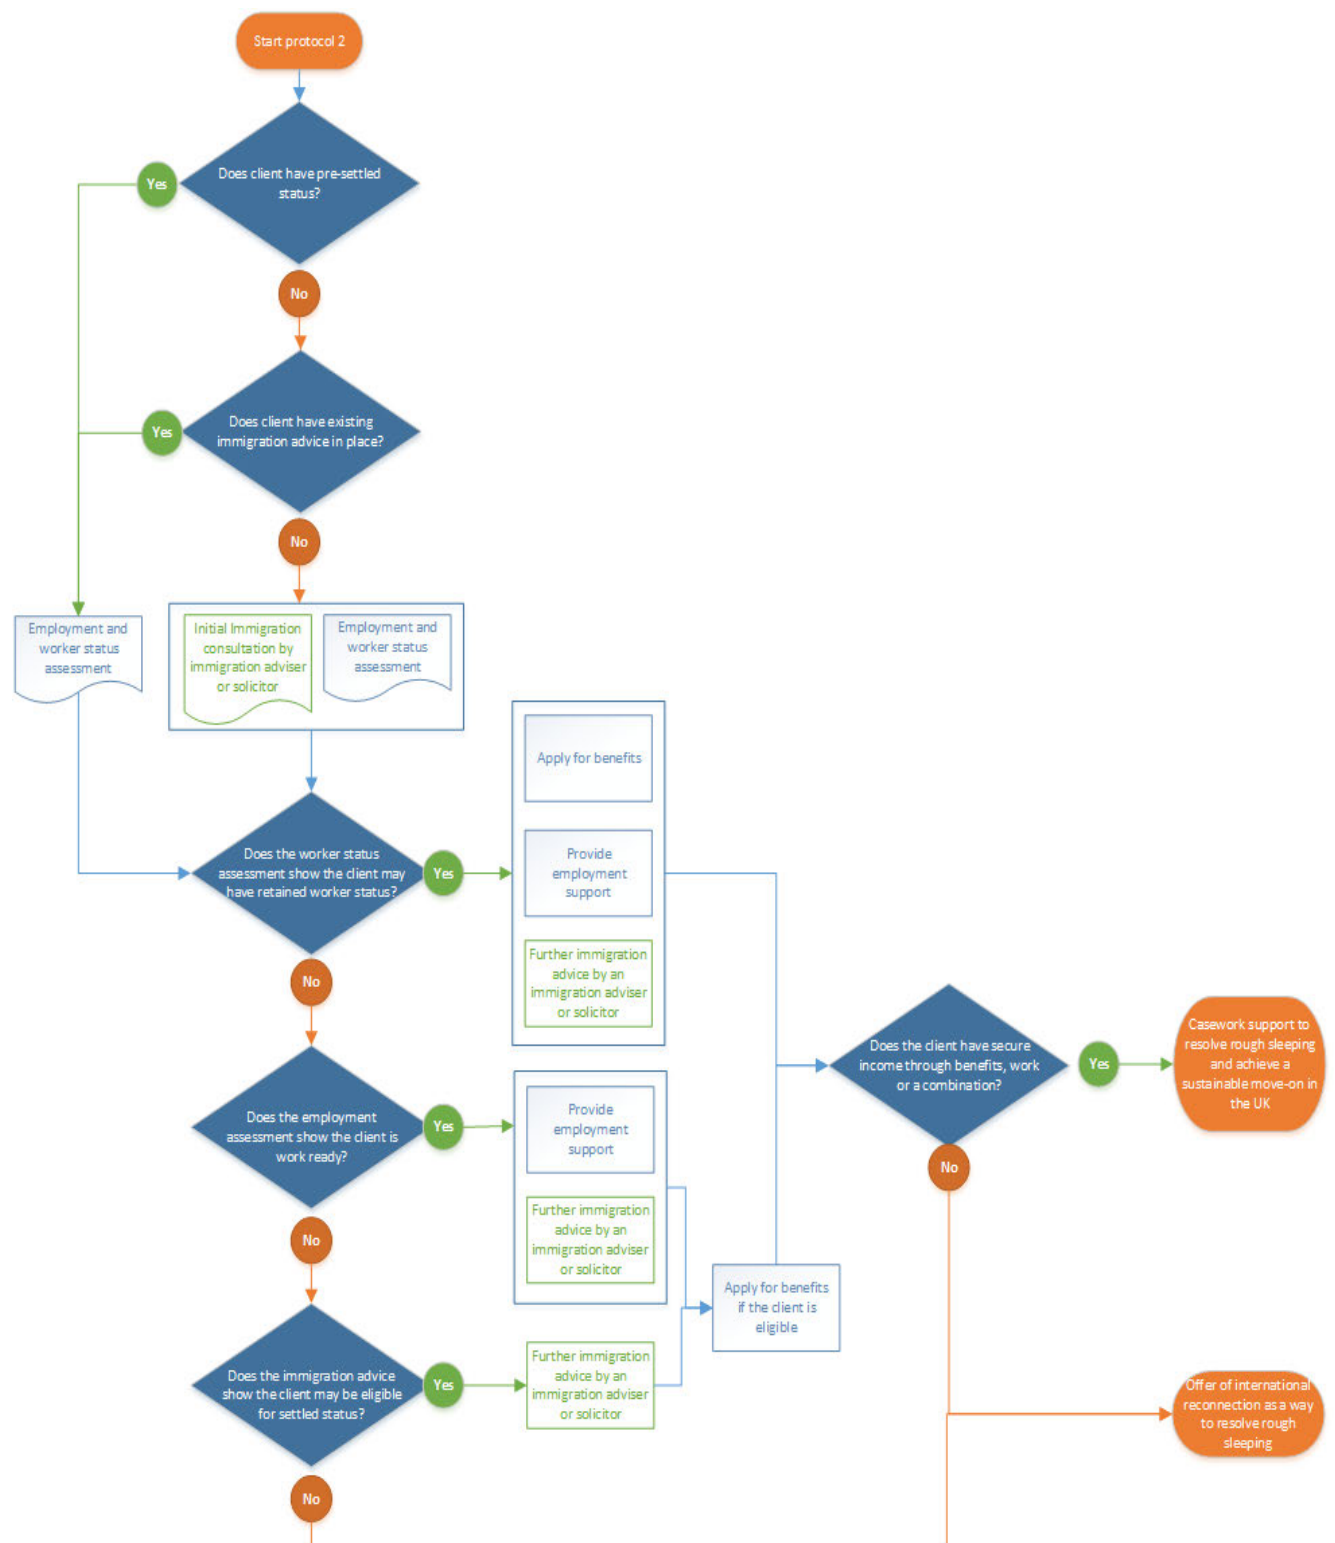 Start protocol 2
Does client have pre-settled
status?
Yes
No
Does client have existing
immigration advice in place?
Yes
No
Employment and
worker status
assessment
Initial Immigration
consultation by
immigration adviser
or solicitor
Employment and
worker status
assessment
Does the worker status
assessment show the client may
have retained worker status?
Yes
No
Apply for benefits
Provide
employment
support
Further immigration
advice by an
immigration adviser
or solicitor
Does the employment
assessment show the client is
work ready?
Yes
No
Provide
employment
support
Further immigration
advice by an
immigration adviser
or solicitor
Does the immigration advice
show the client may be eligible
for settled status?
Yes
No
Further immigration
advice by an
immigration adviser
or solicitor
Apply for benefits
if the client is
eligible
Does the client have secure
income through benefits, work
or a combination?
Yes
No
Casework support to
resolve rough sleeping
and achieve a
sustainable move-on in
the UK
Offer of international
reconnection as a way
to resolve rough
sleeping